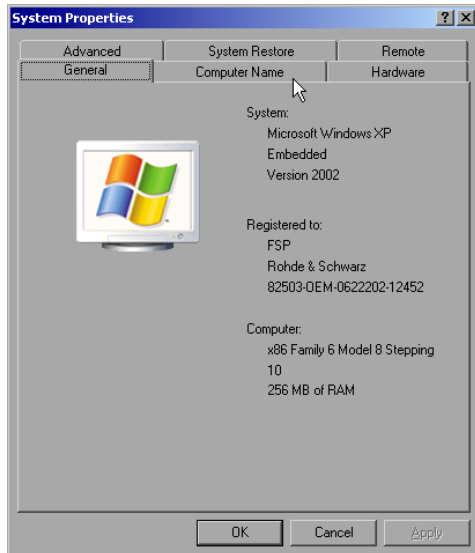 System Properties
Advanced System Restore Remote
General Computer Name Hardware
System:
Microsoft Windows XP
Embedded
Version 2002
Registered to:
FSP
Rohde & Schwarz
82503-OEM-0622202-12452
Computer:
x86 Family 6 Model 8 Stepping
10
256 MB of RAM
OK Cancel Apply